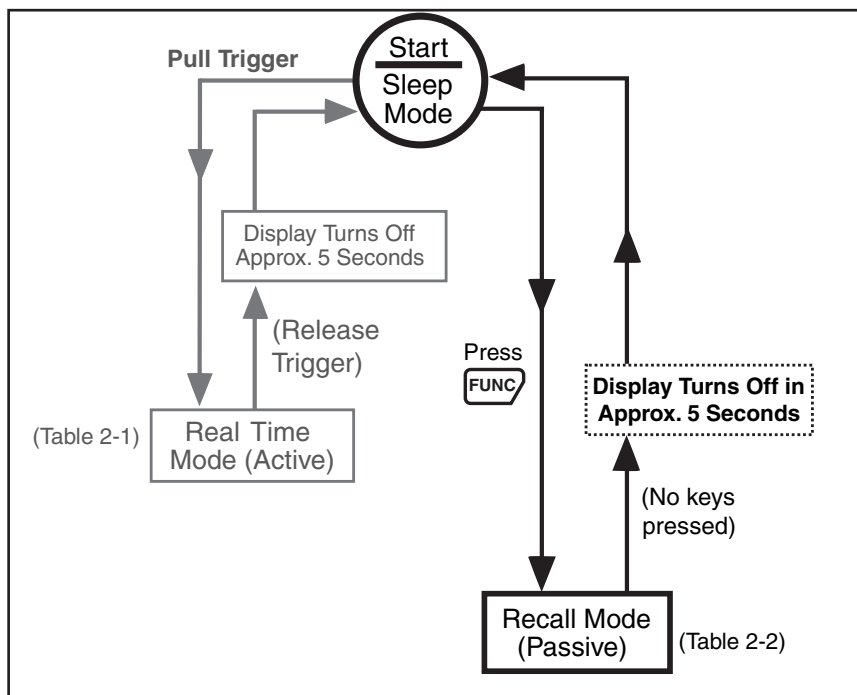 Start
Sleep
Mode
Pull Trigger
Display Turns Off
Approx. 5 Seconds
(Release
Trigger)
(Table 2-1)
Real Time
Mode (Active)
Press
FUNC
Display Turns Off in
Approx. 5 Seconds
(No keys
pressed)
Recall Mode
(Passive)
(Table 2-2)